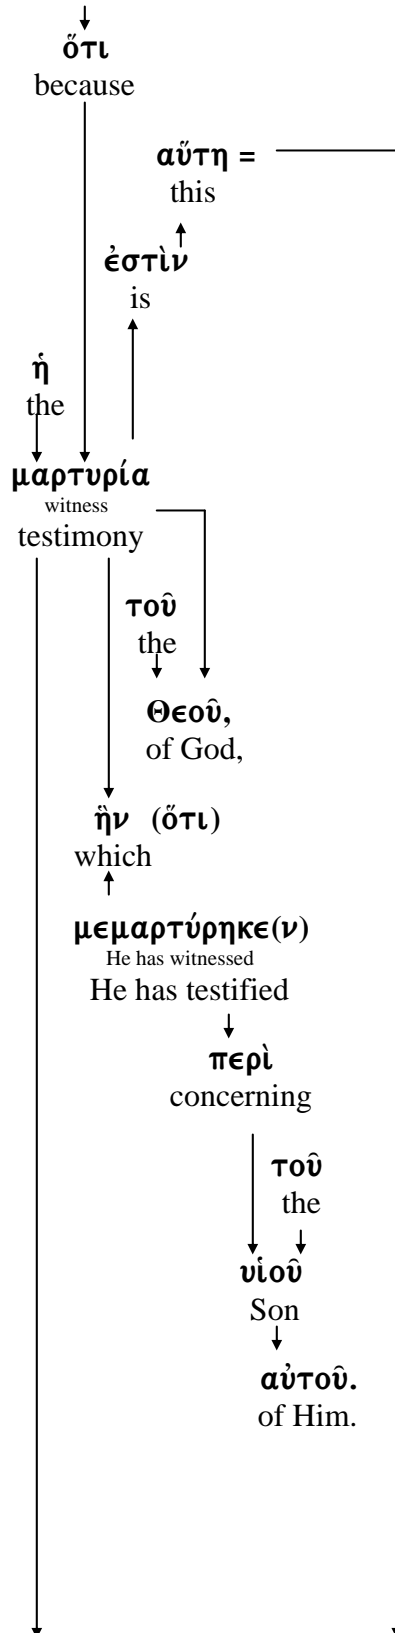 ὅτι
because
αὕτη =
this
ἐστὶν
is
ἡ
the
μαρτυρία
witness
testimony
τοῦ
the
Θεοῦ,
of God,
ἣν (ὅτι)
which
μεμαρτύρηκε(ν)
He has witnessed
He has testified
περὶ
concerning
τοῦ
the
υἱοῦ
Son
αὐτοῦ.
of Him.